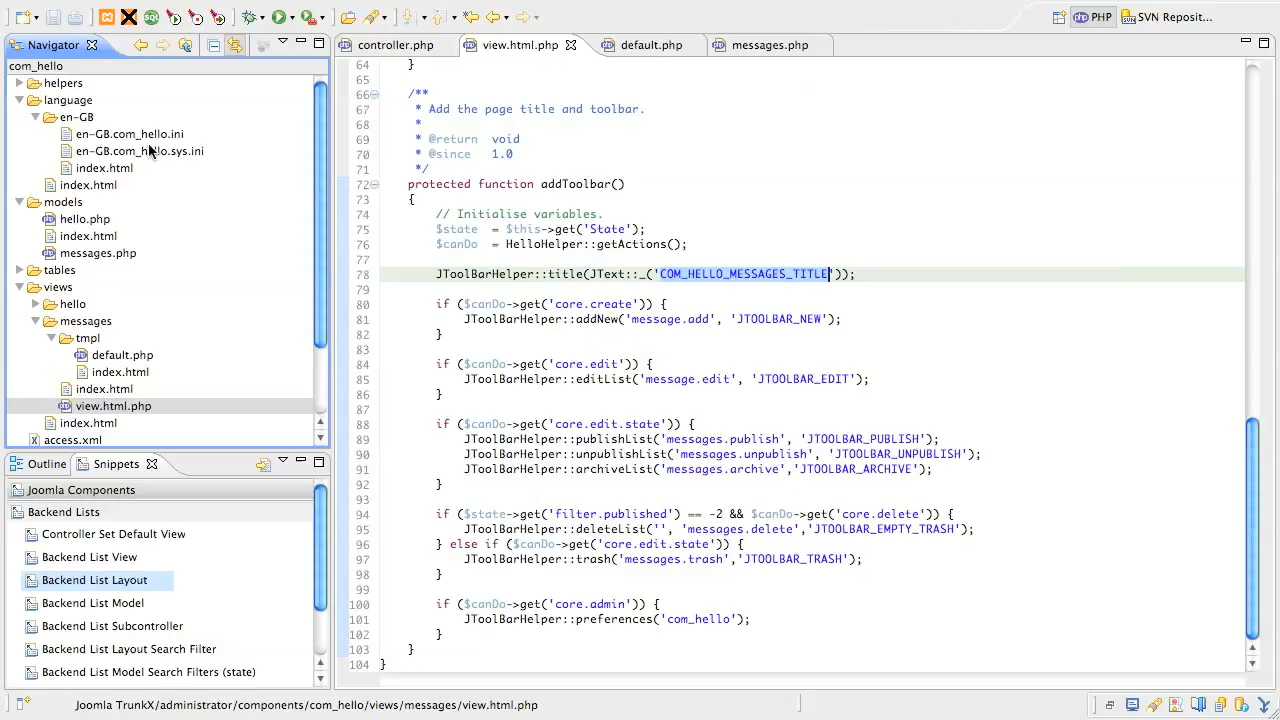 PHP
SVN Reposit...
Navigator
controller.php
view.html.php
default.php
messages.php
com_hello
helpers
language
en-GB
en-GB.com_hello.ini
en-GB.com_hello.sys.ini
index.html
index.html
models
hello.php
index.html
messages.php
tables
views
hello
messages
tmpl
default.php
index.html
index.html
view.html.php
index.html
access.xml
Outline
Snippets
Joomla Components
Backend Lists
Controller Set Default View
Backend List View
Backend List Layout
Backend List Model
Backend List Subcontroller
Backend List Layout Search Filter
Backend List Model Search Filters (state)
64 }
65
66 /**
67 * Add the page title and toolbar.
68 *
69 * @return void
70 * @since 1.0
71 */
72 protected function addToolbar()
73 {
74 // Initialise variables.
75 $state = $this->get('State');
76 $canDo = HelloHelper::getActions();
77
78 JToolBarHelper::title(JText::_('COM_HELLO_MESSAGES_TITLE'));
79
80 if ($canDo->get('core.create')) {
81 JToolBarHelper::addNew('message.add', 'JTOOLBAR_NEW');
82 }
83
84 if ($canDo->get('core.edit')) {
85 JToolBarHelper::editList('message.edit', 'JTOOLBAR_EDIT');
86 }
87
88 if ($canDo->get('core.edit.state')) {
89 JToolBarHelper::publishList('messages.publish', 'JTOOLBAR_PUBLISH');
90 JToolBarHelper::unpublishList('messages.unpublish', 'JTOOLBAR_UNPUBLISH');
91 JToolBarHelper::archiveList('messages.archive','JTOOLBAR_ARCHIVE');
92 }
93
94 if ($state->get('filter.published') == -2 && $canDo->get('core.delete')) {
95 JToolBarHelper::deleteList('', 'messages.delete','JTOOLBAR_EMPTY_TRASH');
96 } else if ($canDo->get('core.edit.state')) {
97 JToolBarHelper::trash('messages.trash','JTOOLBAR_TRASH');
98 }
99
100 if ($canDo->get('core.admin')) {
101 JToolBarHelper::preferences('com_hello');
102 }
103 }
104 }
Joomla TrunkX/administrator/components/com_hello/views/messages/view.html.php